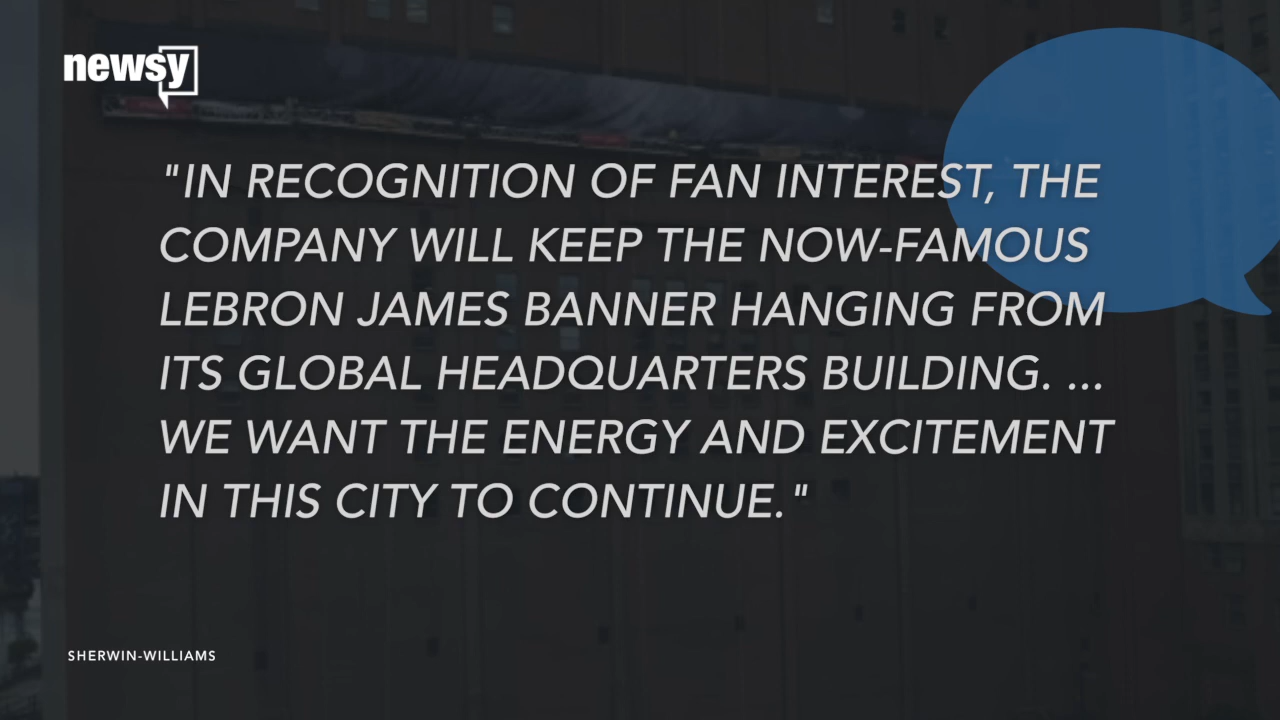 newsy
"IN RECOGNITION OF FAN INTEREST, THE
COMPANY WILL KEEP THE NOW-FAMOUS
LEBRON JAMES BANNER HANGING FROM
ITS GLOBAL HEADQUARTERS BUILDING. ...
WE WANT THE ENERGY AND EXCITEMENT
IN THIS CITY TO CONTINUE."
SHERWIN-WILLIAMS